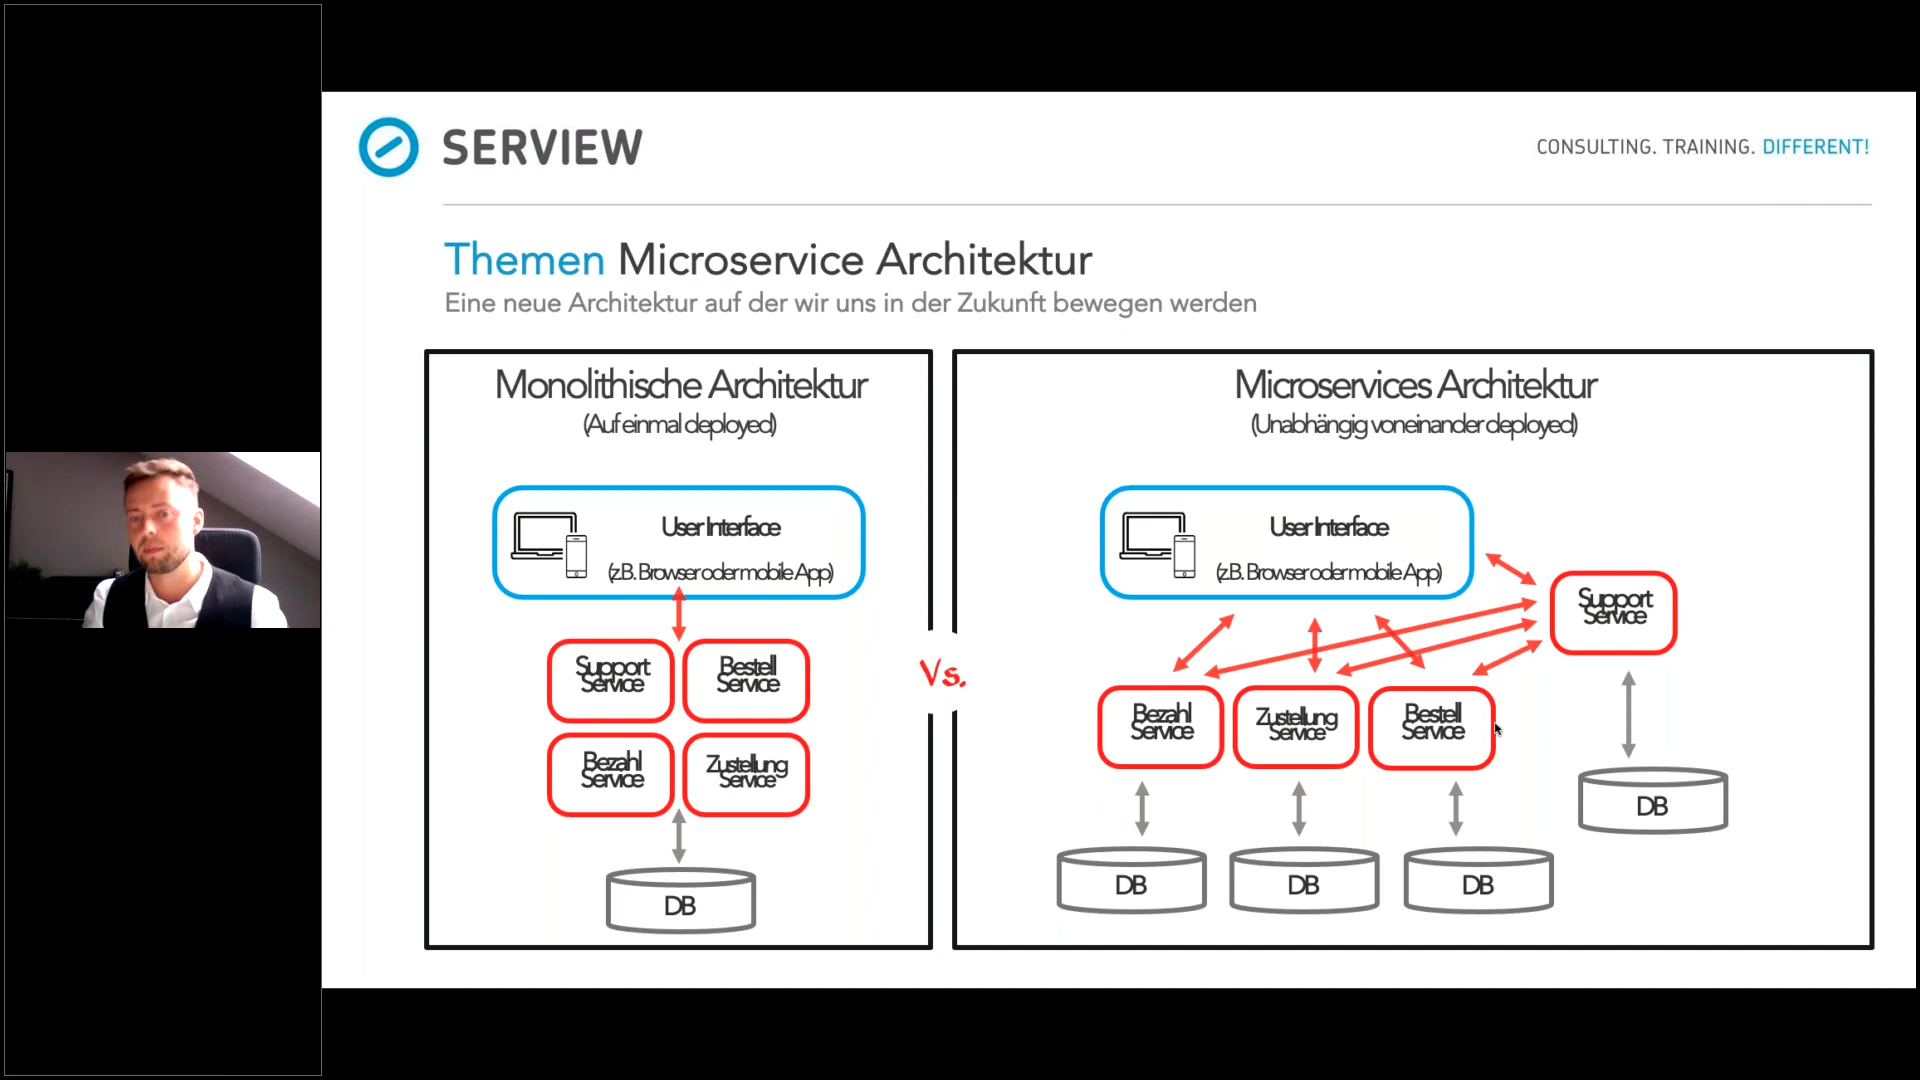 SERVIEW
CONSULTING. TRAINING. DIFFERENT!
Themen Microservice Architektur
Eine neue Architektur auf der wir uns in der Zukunft bewegen werden
Monolithische Architektur
(Auf einmal deployed)
User Interface
(z.B. Browser oder mobile App)
Support
Service
Bestell
Service
Bezahl
Service
Zustellung
Service
DB
Vs.
Microservices Architektur
(Unabhängig voneinander deployed)
User Interface
(z.B. Browser oder mobile App)
Support
Service
Bezahl
Service
Zustellung
Service
Bestell
Service
DB
DB
DB
DB